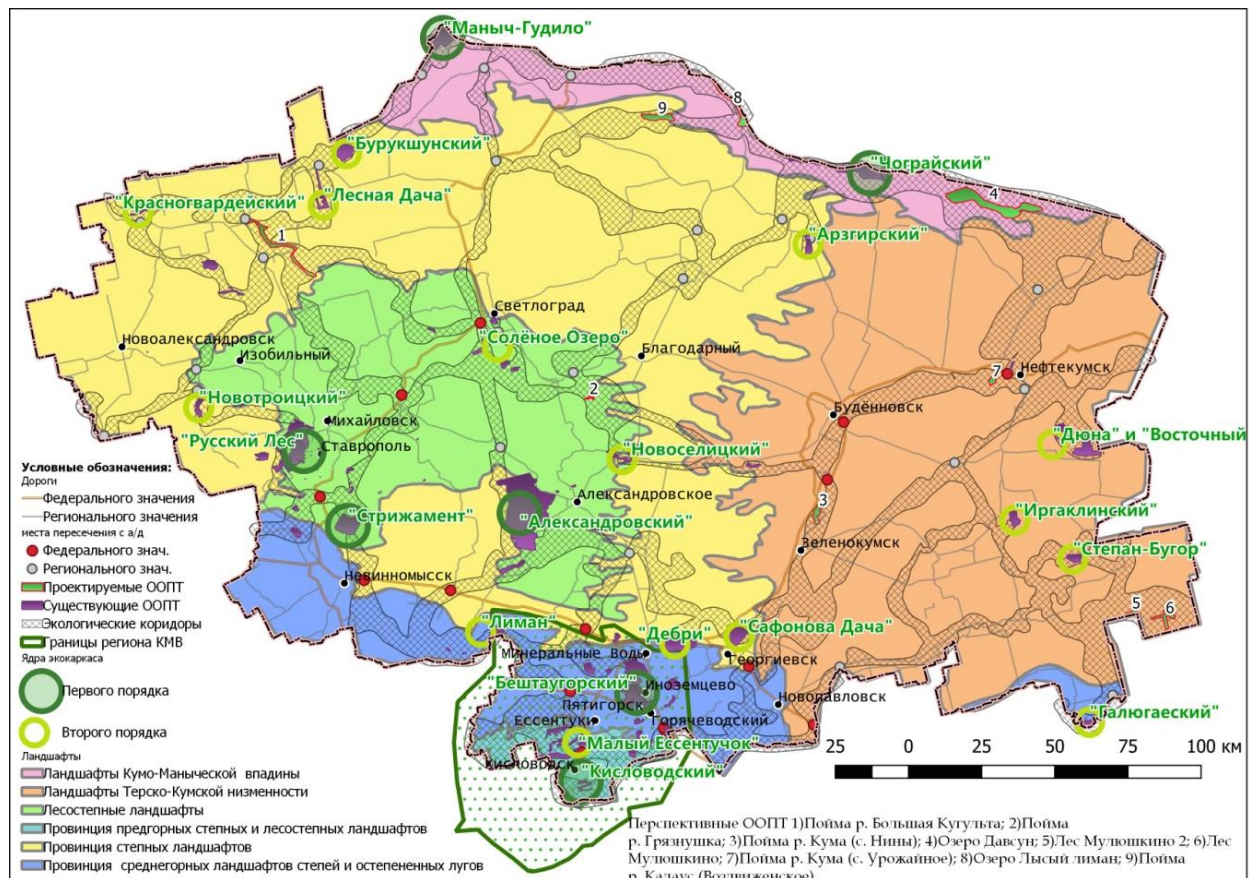 "Маныч-Гудило"
8
9
"Бурукшунский"
"Чограйский"
"Лесная Дача"
"Красногвардейский"
4
1
"Арзгирский"
Светлоград
"Солёное Озеро"
Новоалександровск
Изобильный
Благодарный
7
Нефтекумск
2
"Новотроицкий"
Будённовск
Михайловск
"Русский Лес"
Ставрополь
"Дюна" и "Восточный
"Новоселицкий"
Александровское
3
"Иргаклинский"
"Стрижамент"
"Александровский"
Зеленокумск
"Степан-Бугор"
Невинномысск
5
6
"Лиман"
"Дебри"
"Сафонова Дача"
Минеральные Воды
Георгиевск
"Бештаугорский"
Иноземцево
Пятигорск
Новопавловск
Ессентуки
Горячеводский
"Галюгаеский"
"Малый Ессентучок"
Кисловодск
"Кисловодский"
25 0 25 50 75 100 км
Условные обозначения:
Дороги
Федерального значения
Регионального значения
места пересечения с а/д
Федерального знач.
Регионального знач.
Проектируемые ООПТ
Существующие ООПТ
Экологические коридоры
Границы региона КМВ
Ядра экокаркаса
Первого порядка
Второго порядка
Ландшафты
Ландшафты Кумо-Маныческой впадины
Ландшафты Терско-Кумской низменности
Лесостепные ландшафты
Провинция предгорных степных и лесостепных ландшафтов
Провинция степных ландшафтов
Провинция среднегорных ландшафтов степей и остепненных лугов
Перспективные ООПТ 1)Пойма р. Большая Кугульта; 2)Пойма
р. Грязнушка; 3)Пойма р. Кума (с. Нины); 4)Озеро Давсун; 5)Лес Мулюшкино 2; 6)Лес
Мулюшкино; 7)Пойма р. Кума (с. Урожайное); 8)Озеро Лысый лиман; 9)Пойма
р. Калаус (Воздвиженское)